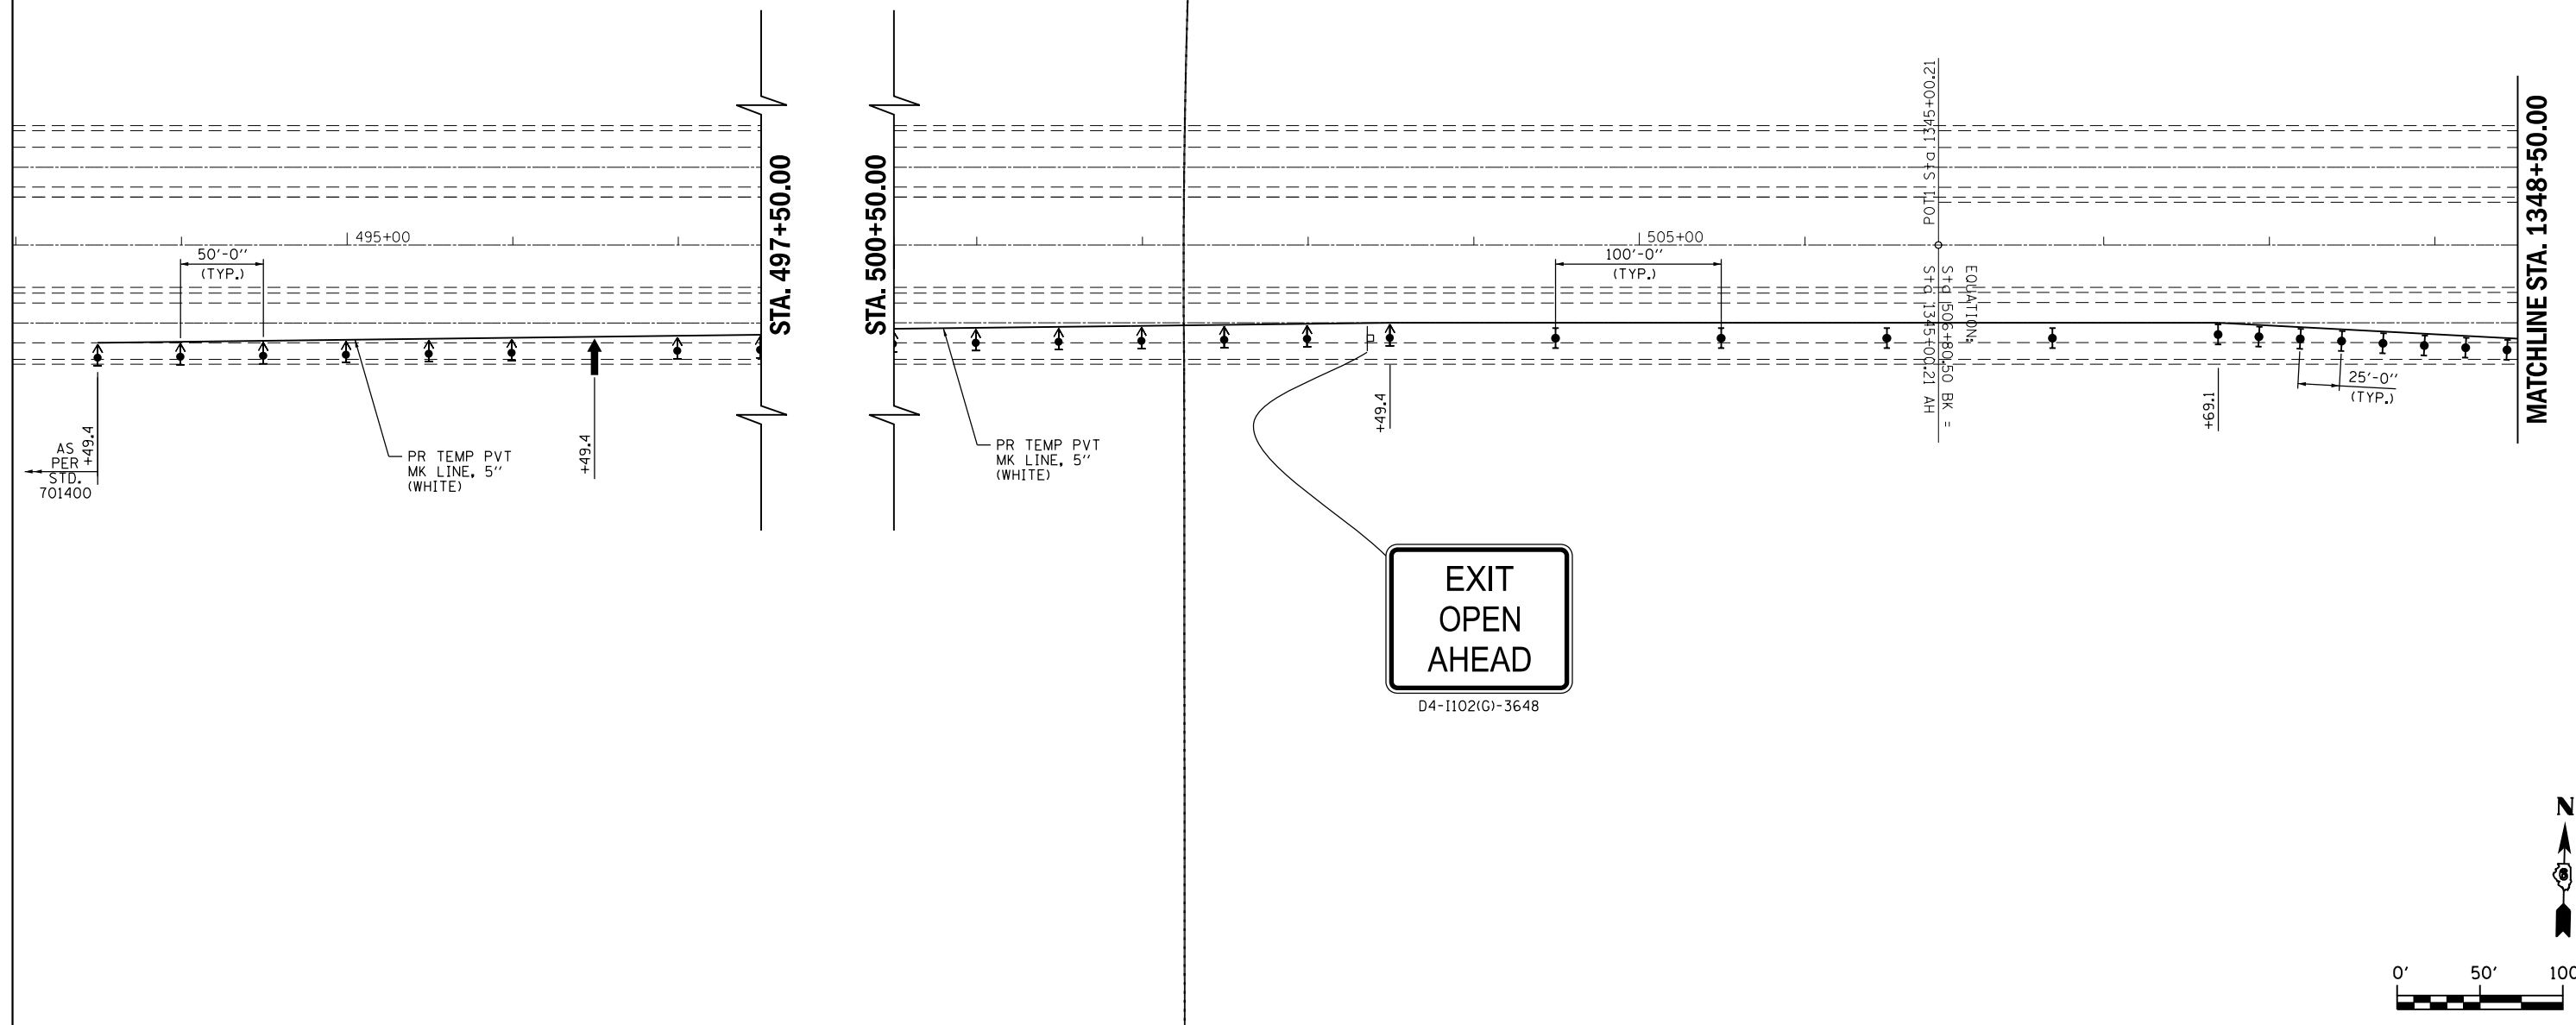 495+00
50'-0"
(TYP.)
+49.4
AS
PER
STD.
701400
PR TEMP PVT
MK LINE, 5"
(WHITE)
+49.4
STA. 497+50.00
STA. 500+50.00
PR TEMP PVT
MK LINE, 5"
(WHITE)
+49.4
505+00
100'-0"
(TYP.)
EXIT
OPEN
AHEAD
D4-I102(G)-3648
1345+00.21
EQUATION:
Sta 506+80.50 BK =
Sta 1345+00.21 AH
+69.1
25'-0"
(TYP.)
MATCHLINE STA. 1348+50.00
N
6
0'
50'
100